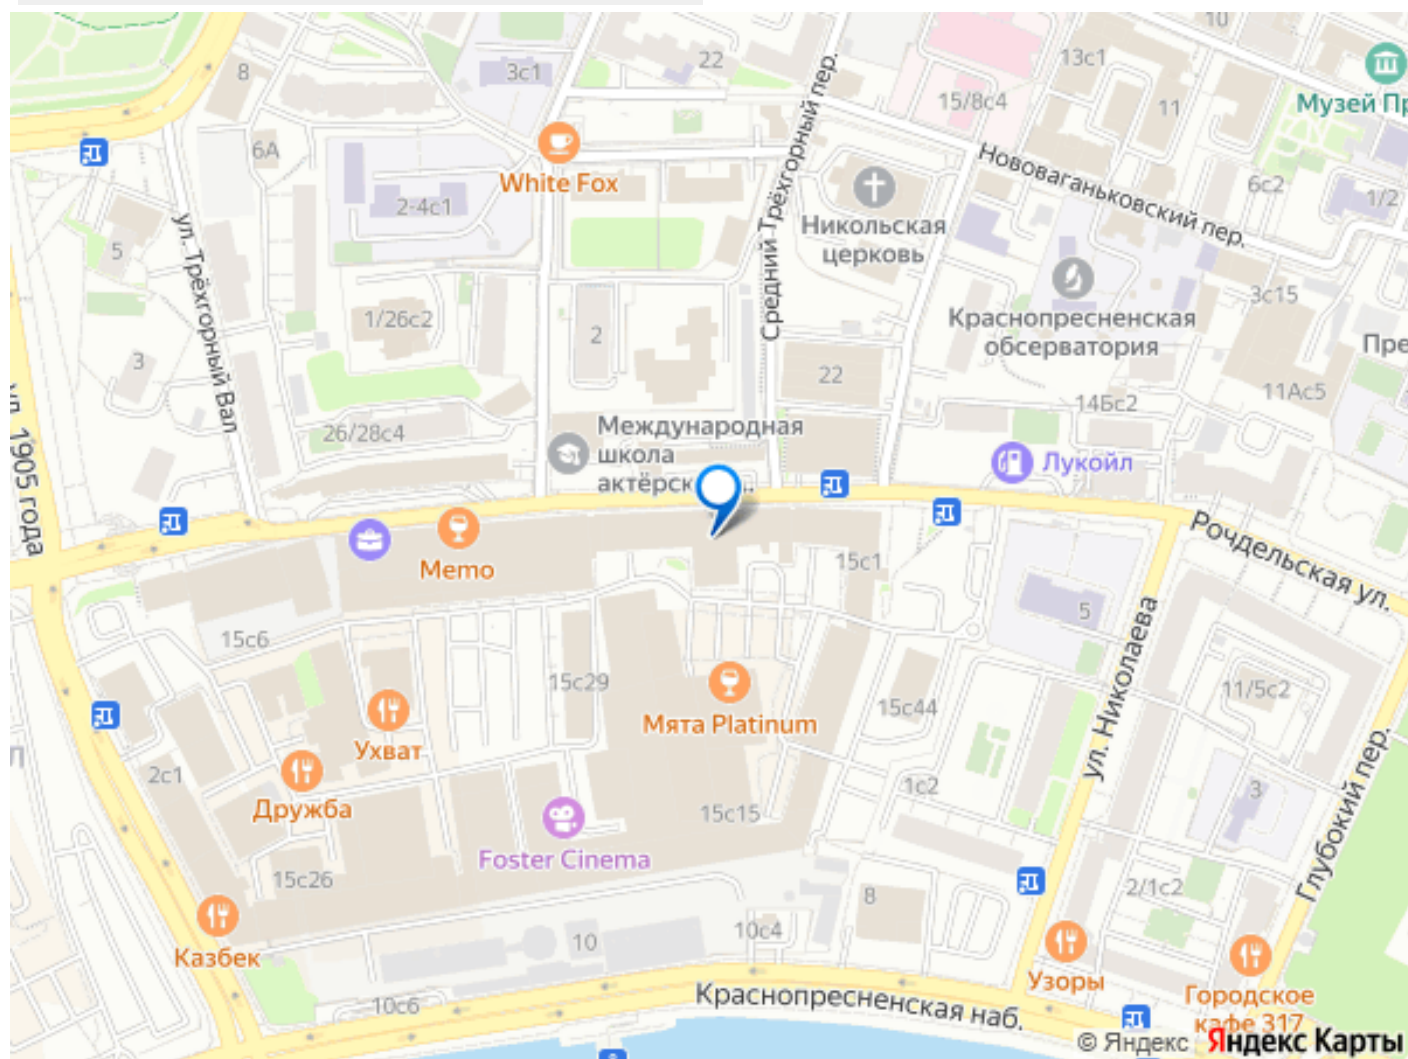 10
22
13с1
8
3с1
15/8с4
11
Музей Пр
6А
White Fox
Средний Трёхгорный пер.
Нововаганьковский пер.
6с2
1/2
2-4с1
Никольская
церковь
ул. Трёхгорный Вал
5
3с15
1/26с2
2
Краснопресненская
обсерватория
Пре
3
22
11Ас5
14Бс2
ул. 1905 года
26/28с4
Международная
школа
актёрск
..
Лукойл
Memo
15с1
Рочдельская ул.
5
15с6
ул. Николаева
15с29
11/5с2
Мята Platinum
15с44
Ухват
2с1
Дружба
15с15
1с2
3
Глубокий пер.
Foster Cinema
15с26
8
2/1с2
Казбек
10
10с4
Узоры
10с6
Краснопресненская наб.
Городское
кафе 317
© Яндекс Яндекс Карты